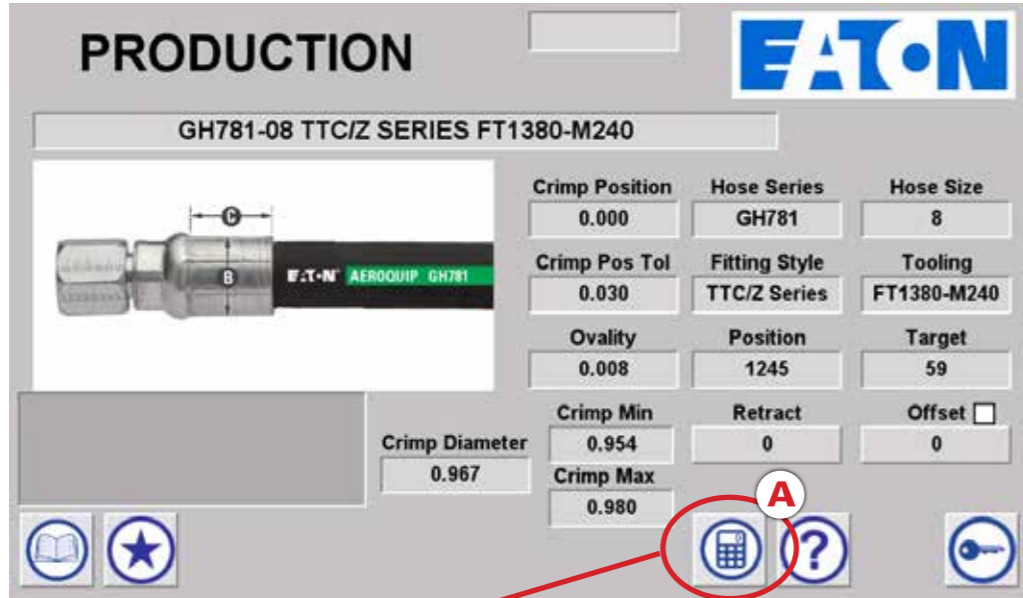 PRODUCTION
EATON
GH781-08 TTC/Z SERIES FT1380-M240
C
B
EATON AEROQUIP GH781
Crimp Position Hose Series Hose Size
0.000 GH781 8
Crimp Pos Tol Fitting Style Tooling
0.030 TTC/Z Series FT1380-M240
Ovality Position Target
0.008 1245 59
Crimp Min Retract Offset
Crimp Diameter 0.954 0 0
0.967 Crimp Max
0.980
A
?